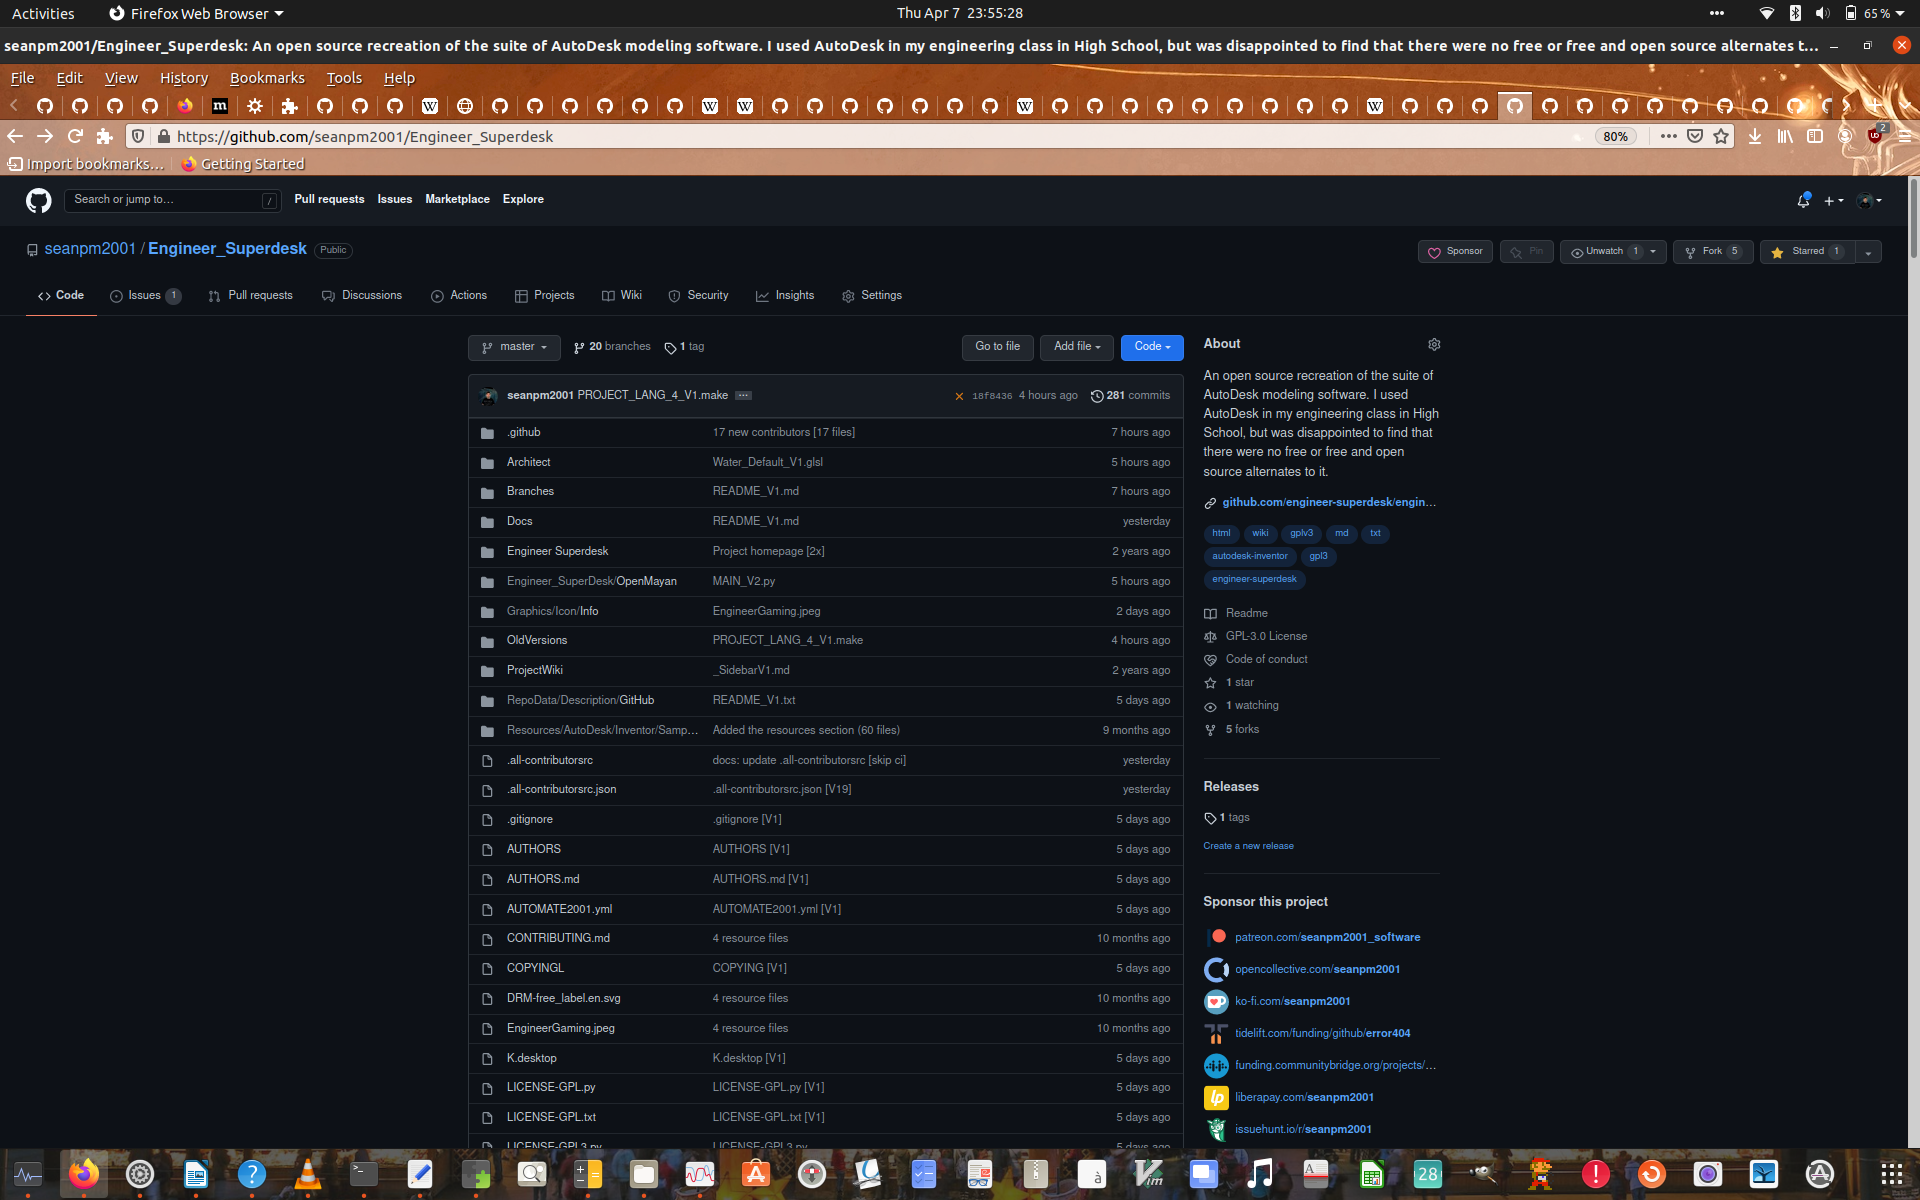 Activities
Firefox Web Browser
Thu Apr 7  23:55:28
65 %
seanpm2001/Engineer_Superdesk: An open source recreation of the suite of AutoDesk modeling software. I used AutoDesk in my engineering class in High School, but was disappointed to find that there were no free or free and open source alternates t…
File Edit View History Bookmarks Tools Help
https://github.com/seanpm2001/Engineer_Superdesk
80%
2
Import bookmarks…
Getting Started
Search or jump to…
/
Pull requests Issues Marketplace Explore
seanpm2001 / Engineer_Superdesk Public
Sponsor
Pin
Unwatch 1
Fork 5
Starred 1
Code
Issues 1
Pull requests
Discussions
Actions
Projects
Wiki
Security
Insights
Settings
master
20 branches
1 tag
Go to file
Add file
Code
seanpm2001 PROJECT_LANG_4_V1.make
18f8436 4 hours ago
281 commits
.github 17 new contributors [17 files] 7 hours ago
Architect Water_Default_V1.glsl 5 hours ago
Branches README_V1.md 7 hours ago
Docs README_V1.md yesterday
Engineer Superdesk Project homepage [2x] 2 years ago
Engineer_SuperDesk/OpenMayan MAIN_V2.py 5 hours ago
Graphics/Icon/Info EngineerGaming.jpeg 2 days ago
OldVersions PROJECT_LANG_4_V1.make 4 hours ago
ProjectWiki _SidebarV1.md 2 years ago
RepoData/Description/GitHub README_V1.txt 5 days ago
Resources/AutoDesk/Inventor/Samp… Added the resources section (60 files) 9 months ago
.all-contributorsrc docs: update .all-contributorsrc [skip ci] yesterday
.all-contributorsrc.json .all-contributorsrc.json [V19] yesterday
.gitignore .gitignore [V1] 5 days ago
AUTHORS AUTHORS [V1] 5 days ago
AUTHORS.md AUTHORS.md [V1] 5 days ago
AUTOMATE2001.yml AUTOMATE2001.yml [V1] 5 days ago
CONTRIBUTING.md 4 resource files 10 months ago
COPYINGL COPYING [V1] 5 days ago
DRM-free_label.en.svg 4 resource files 10 months ago
EngineerGaming.jpeg 4 resource files 10 months ago
K.desktop K.desktop [V1] 5 days ago
LICENSE-GPL.py LICENSE-GPL.py [V1] 5 days ago
LICENSE-GPL.txt LICENSE-GPL.txt [V1] 5 days ago
LICENSE-GPL3.py LICENSE-GPL3.py 5 days ago
About
An open source recreation of the suite of
AutoDesk modeling software. I used
AutoDesk in my engineering class in High
School, but was disappointed to find that
there were no free or free and open
source alternates to it.
github.com/engineer-superdesk/engin…
html wiki gplv3 md txt
autodesk-inventor gpl3
engineer-superdesk
Readme
GPL-3.0 License
Code of conduct
1 star
1 watching
5 forks
Releases
1 tags
Create a new release
Sponsor this project
patreon.com/seanpm2001_software
opencollective.com/seanpm2001
ko-fi.com/seanpm2001
tidelift.com/funding/github/error404
funding.communitybridge.org/projects/…
liberapay.com/seanpm2001
issuehunt.io/r/seanpm2001
28